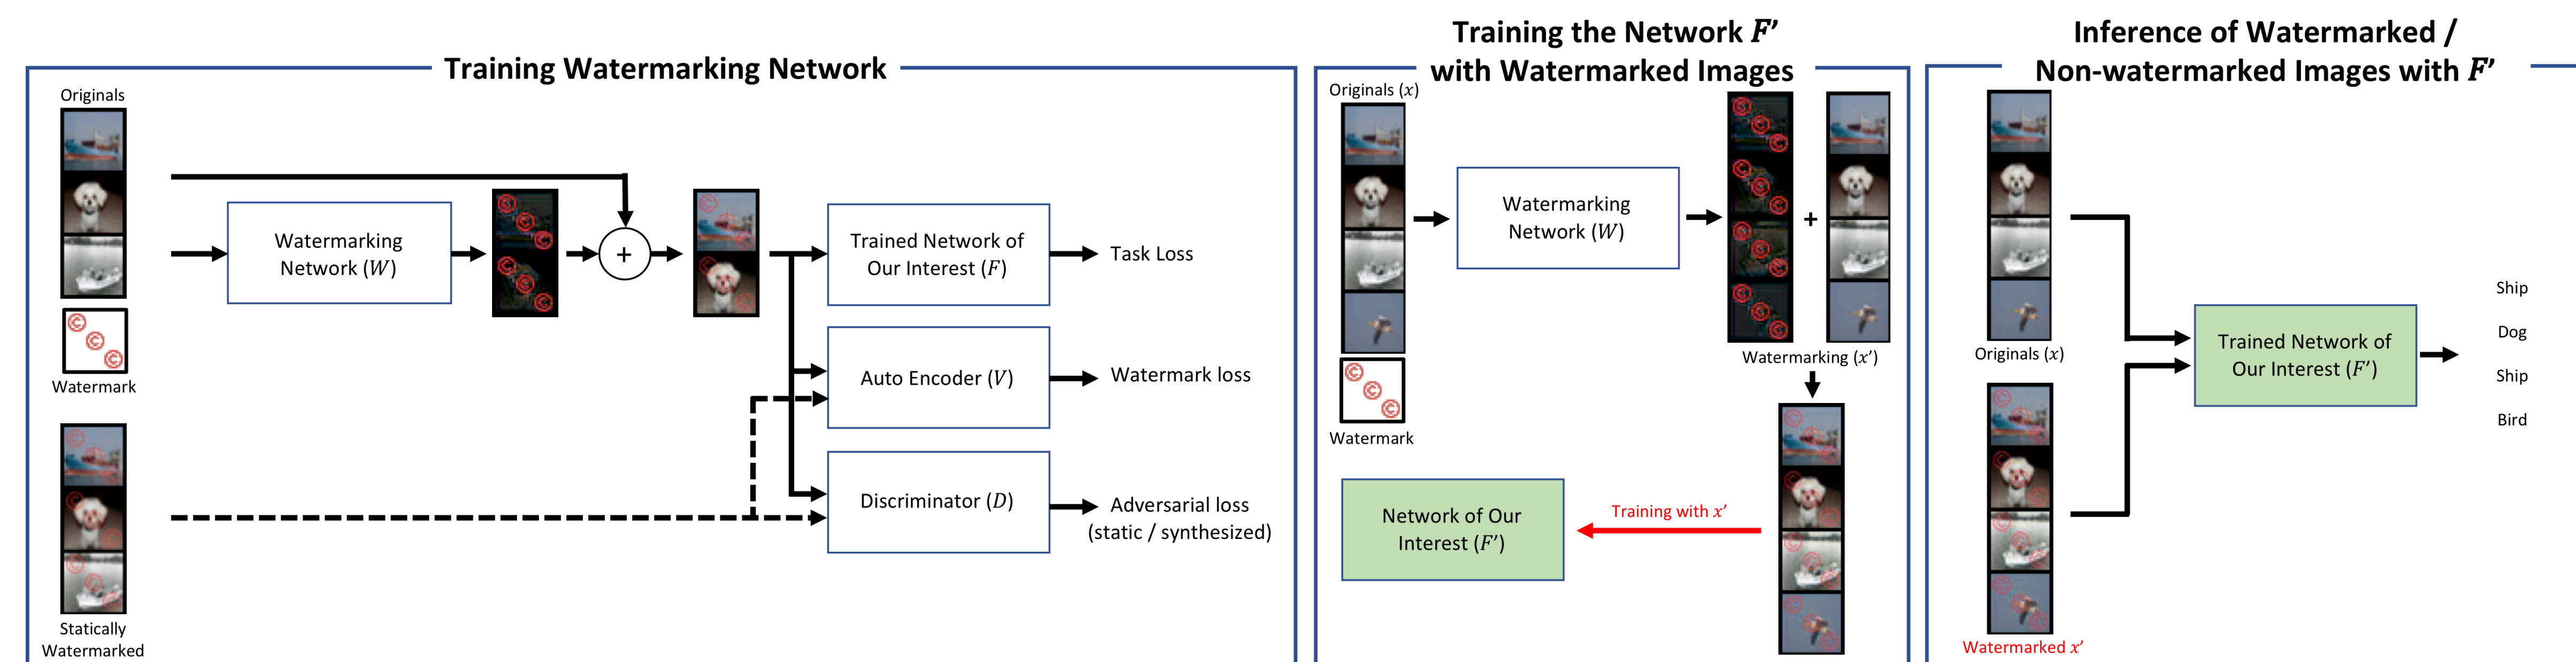 Training Watermarking Network
Originals
Watermarking
Network (W)
Watermark
Statically
Watermarked
+
Trained Network of
Our Interest (F)
Task Loss
Auto Encoder (V)
Watermark loss
Discriminator (D)
Adversarial loss
(static / synthesized)
Training the Network F’
with Watermarked Images
Originals (x)
Watermark
Watermarking
Network (W)
+
Watermarking (x’)
Training with x’
Network of Our
Interest (F’)
Inference of Watermarked /
Non-watermarked Images with F’
Originals (x)
Watermarked x’
Trained Network of
Our Interest (F’)
Ship
Dog
Ship
Bird